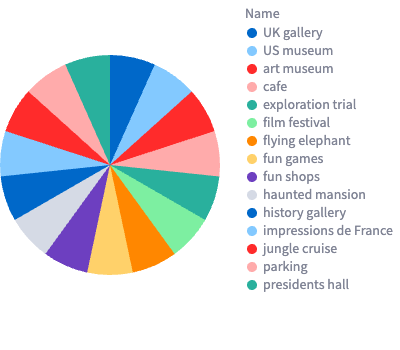 Name
UK gallery
US museum
art museum
cafe
exploration trial
film festival
flying elephant
fun games
fun shops
haunted mansion
history gallery
impressions de France
jungle cruise
parking
presidents hall